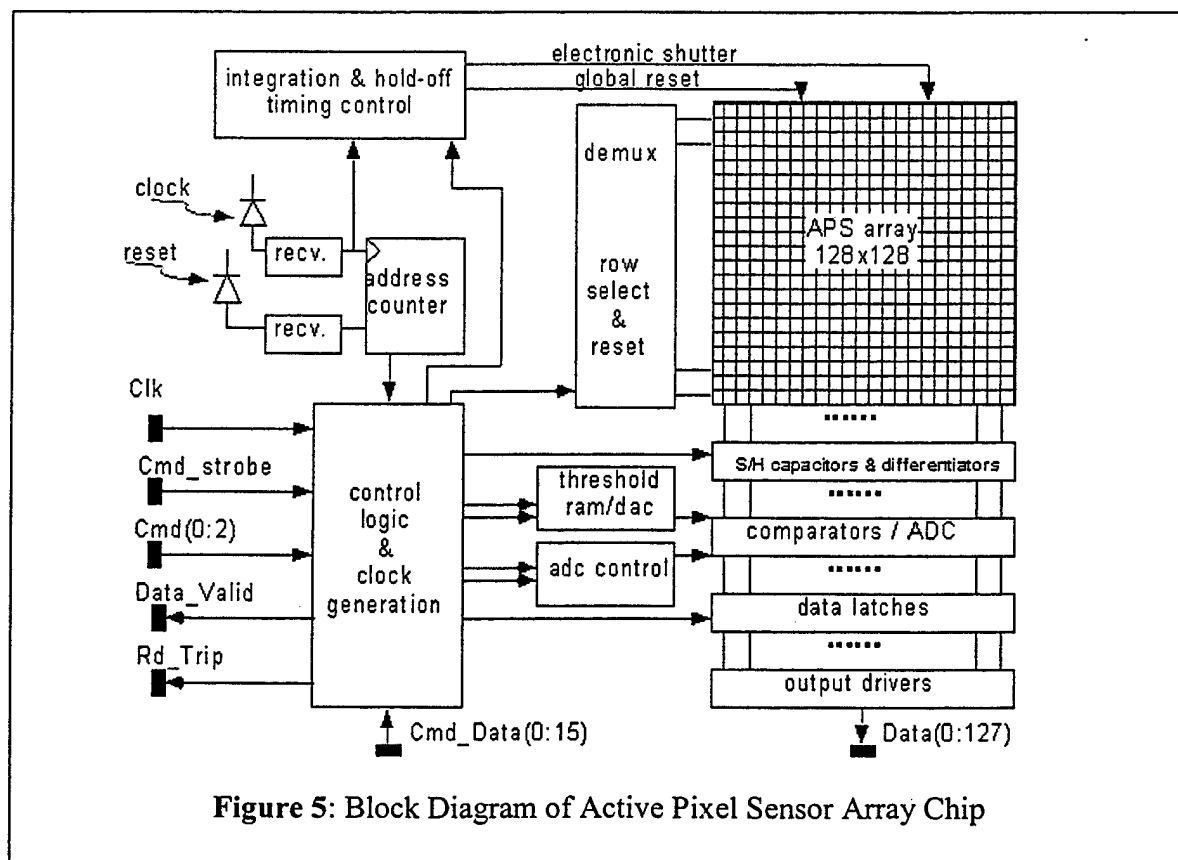 electronic shutter
global reset
integration & hold-off
timing control
demux
row
select
&
reset
APS array
128x128
clock
reset
recv.
recv.
address
counter
Clk
Cmd_strobe
Cmd(0:2)
Data_Valid
Rd_Trip
control
logic
&
clock
generation
threshold
ram/dac
adc control
S/H capacitors & differentiators
comparators / ADC
data latches
output drivers
Cmd_Data(0:15)
Data(0:127)
Figure 5: Block Diagram of Active Pixel Sensor Array Chip